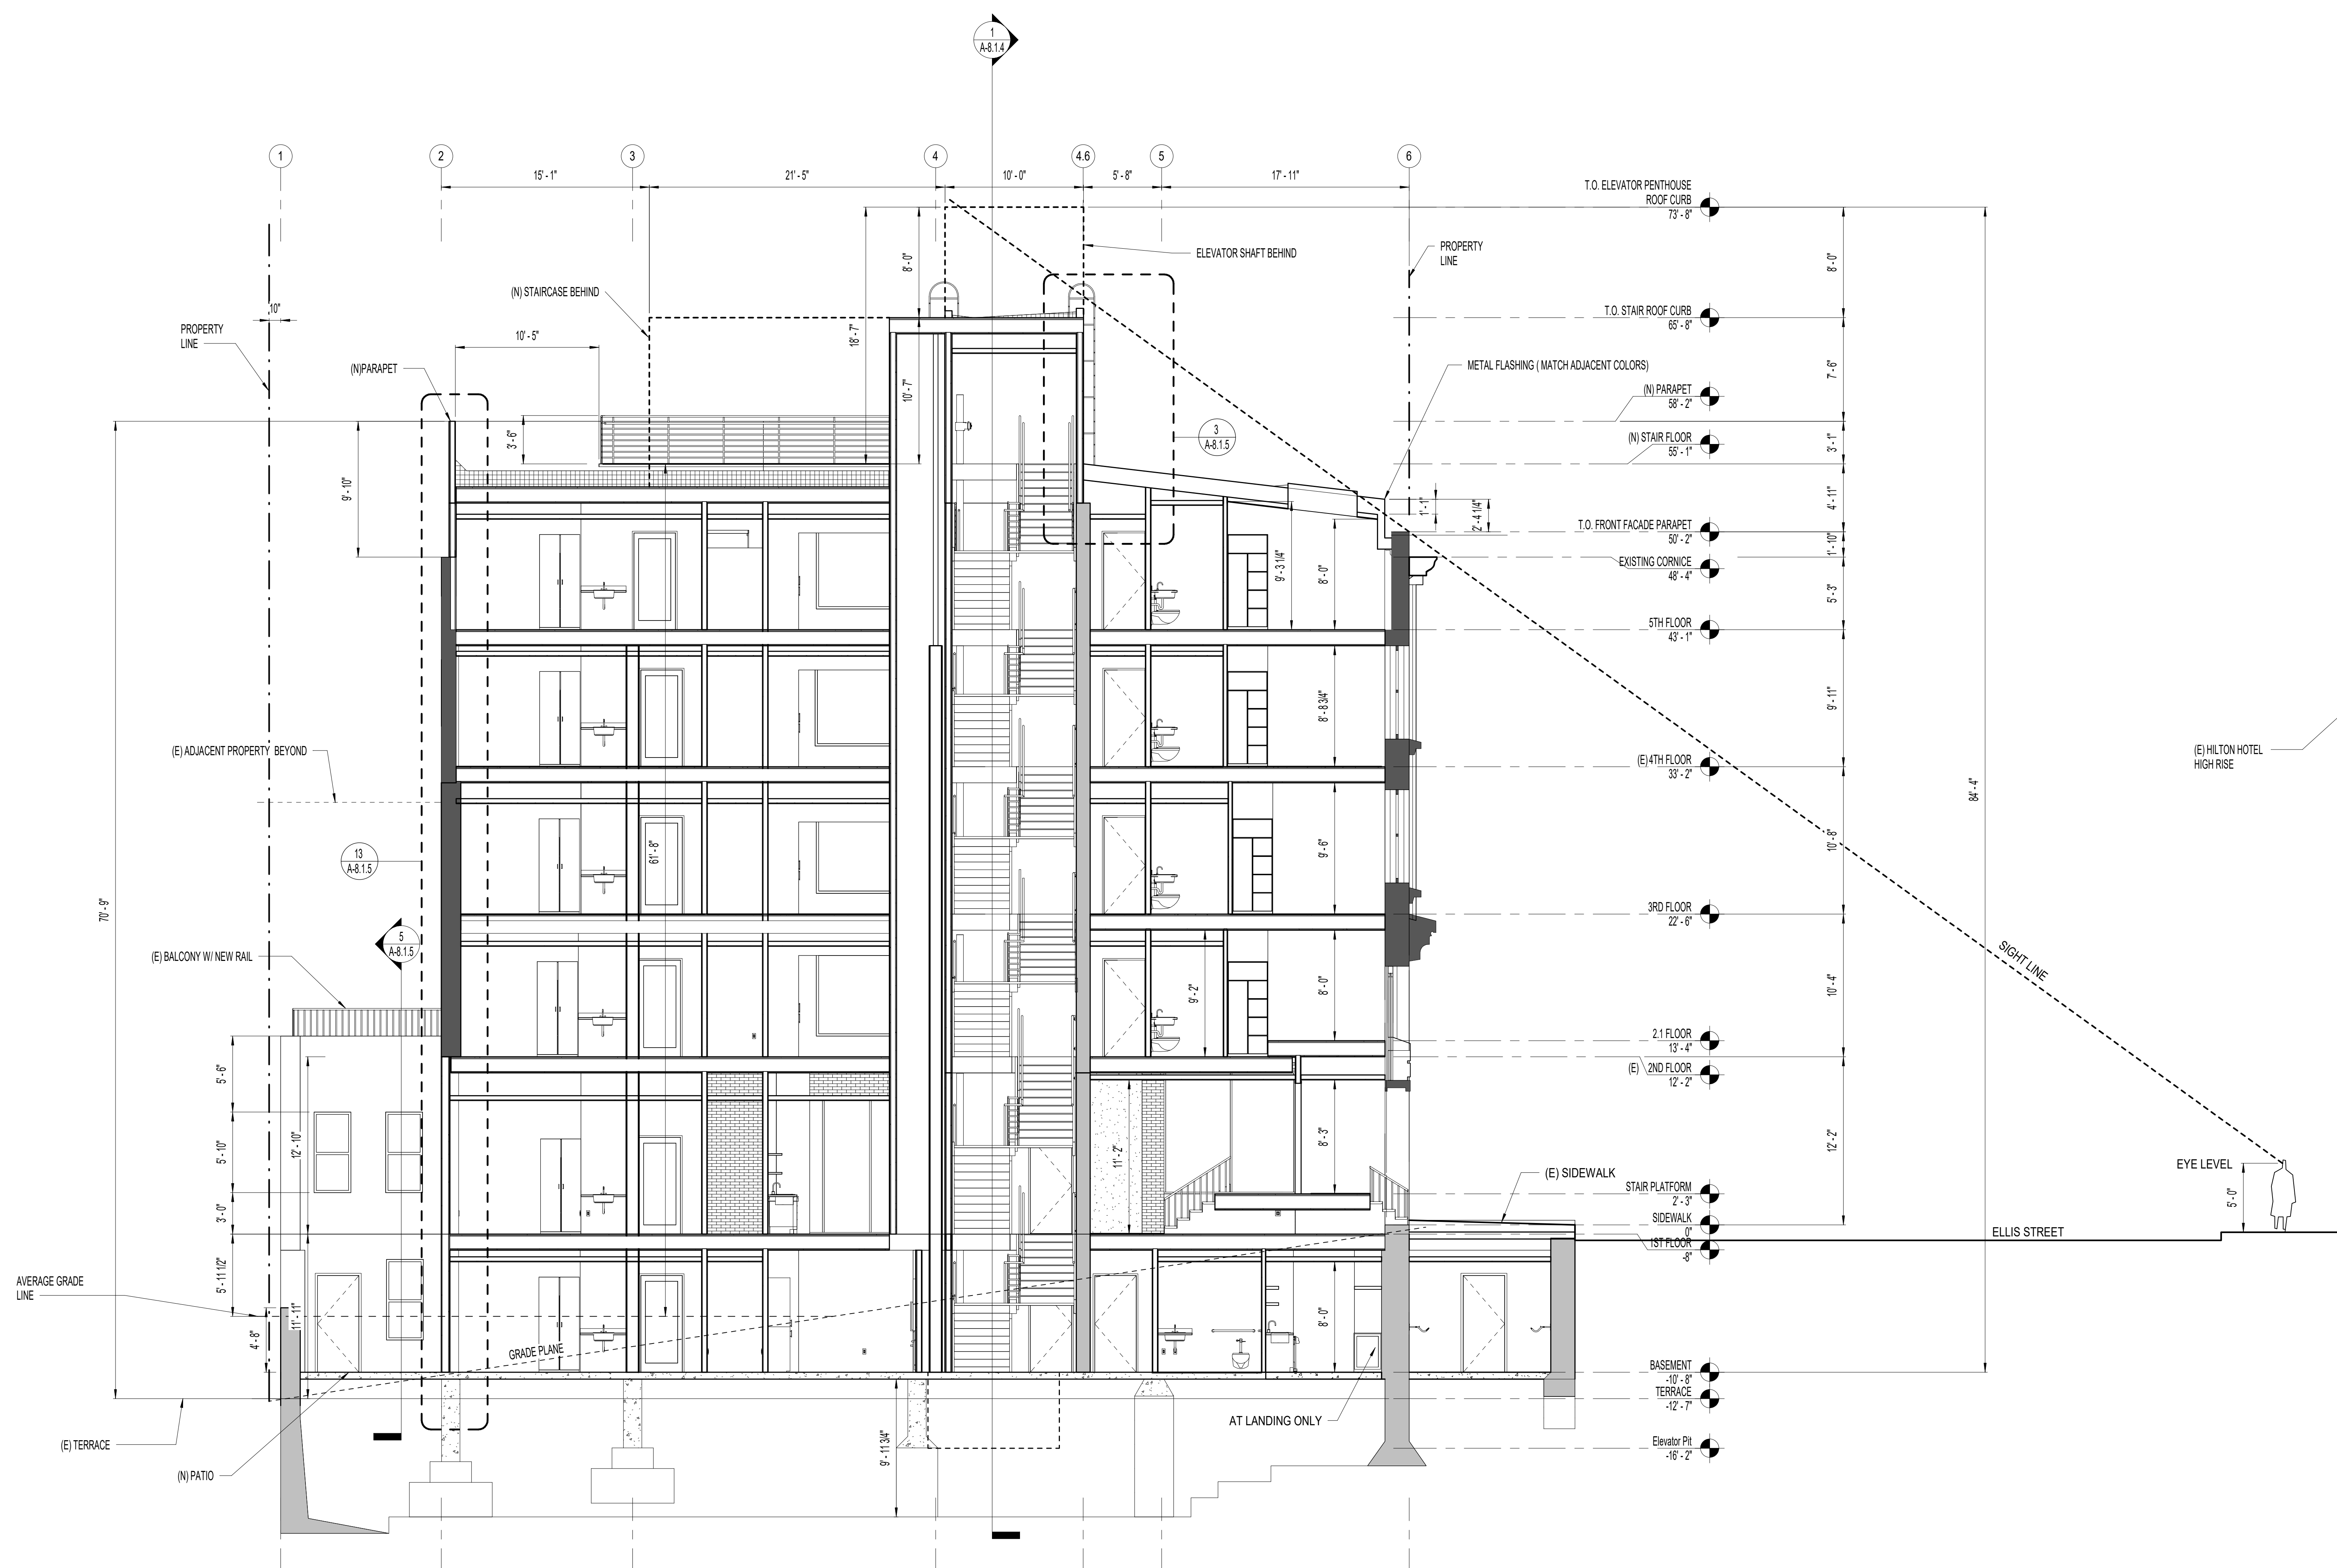 1
A-8.1.4
1
2
3
4
4.6
5
6
15' - 1"
21' - 5"
10' - 0"
5' - 8"
17' - 11"
T.O. ELEVATOR PENTHOUSE
ROOF CURB
73' - 8"
PROPERTY
LINE
ELEVATOR SHAFT BEHIND
8' - 0"
8' - 0"
(N) STAIRCASE BEHIND
10"
PROPERTY
LINE
T.O. STAIR ROOF CURB
65' - 8"
10' - 5"
18' - 7"
10' - 7"
(N)PARAPET
METAL FLASHING ( MATCH ADJACENT COLORS)
7' - 6"
(N) PARAPET
58' - 2"
3
A-8.1.5
3' - 6"
(N) STAIR FLOOR
55' - 1"
3' - 1"
9' - 10"
1' - 1"
2' - 4 1/4"
4' - 11"
T.O. FRONT FACADE PARAPET
50' - 2"
1' - 10"
EXISTING CORNICE
48' - 4"
9' - 3 1/4"
8' - 0"
5' - 3"
5TH FLOOR
43' - 1"
8' - 8 3/4"
9' - 11"
(E) ADJACENT PROPERTY BEYOND
(E) HILTON HOTEL
HIGH RISE
(E) 4TH FLOOR
33' - 2"
84' - 4"
13
A-8.1.5
61' - 8"
9' - 6"
10' - 8"
70' - 9"
3RD FLOOR
22' - 6"
5
A-8.1.5
(E) BALCONY W/ NEW RAIL
SIGHT LINE
9' - 2"
8' - 0"
10' - 4"
2.1 FLOOR
13' - 4"
(E) 2ND FLOOR
12' - 2"
5' - 6"
5' - 10"
12' - 10"
11' - 2"
8' - 3"
12' - 2"
(E) SIDEWALK
EYE LEVEL
STAIR PLATFORM
2' - 3"
5' - 0"
3' - 0"
SIDEWALK
0"
ELLIS STREET
1ST FLOOR
-8"
5' - 11 1/2"
AVERAGE GRADE
LINE
11' - 11"
4' - 8"
8' - 0"
GRADE PLANE
BASEMENT
-10' - 8"
TERRACE
-12' - 7"
AT LANDING ONLY
(E) TERRACE
9' - 11 3/4"
Elevator Pit
-16' - 2"
(N) PATIO